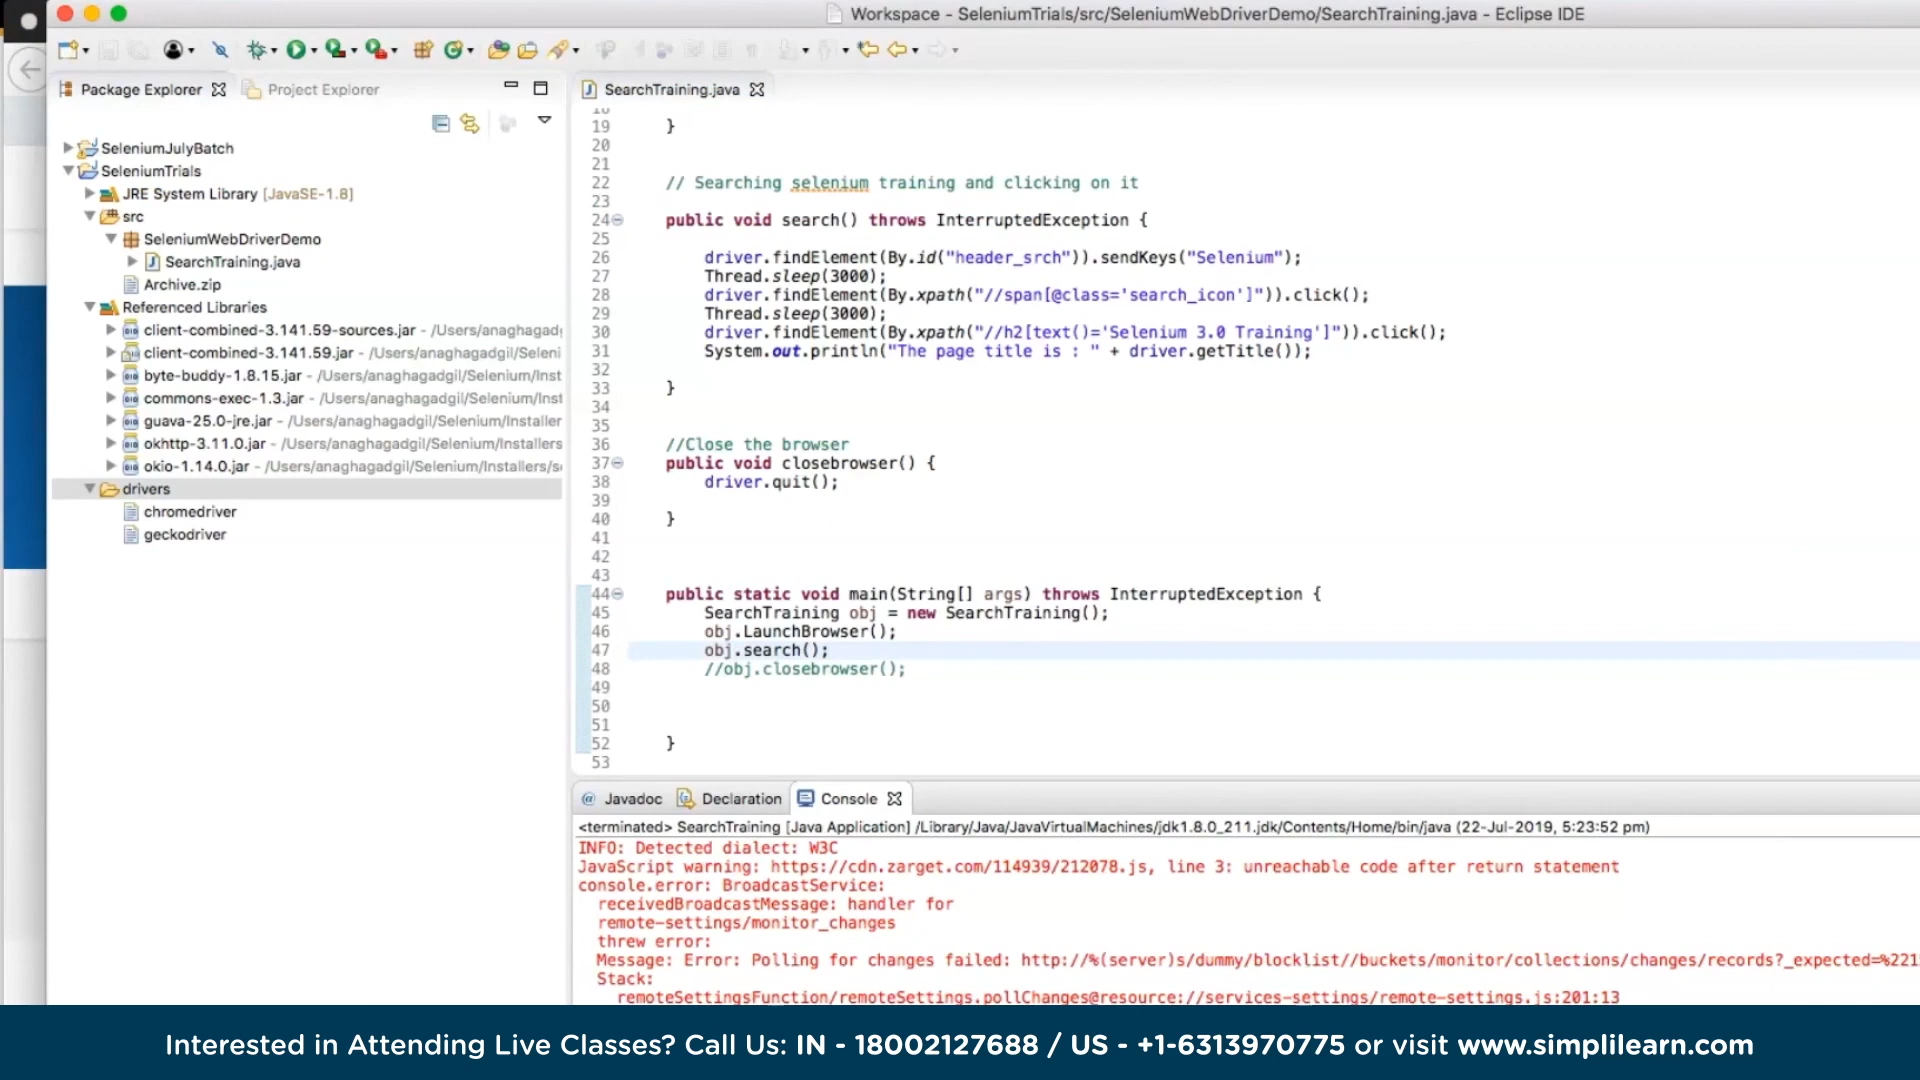 Workspace - SeleniumTrials/src/SeleniumWebDriverDemo/SearchTraining.java - Eclipse IDE
Package Explorer
Project Explorer
SeleniumJulyBatch
SeleniumTrials
JRE System Library [JavaSE-1.8]
src
SeleniumWebDriverDemo
SearchTraining.java
Archive.zip
Referenced Libraries
client-combined-3.141.59-sources.jar - /Users/anaghagadg
client-combined-3.141.59.jar - /Users/anaghagadgil/Seleni
byte-buddy-1.8.15.jar - /Users/anaghagadgil/Selenium/Inst
commons-exec-1.3.jar - /Users/anaghagadgil/Selenium/Inst
guava-25.0-jre.jar - /Users/anaghagadgil/Selenium/Installer
okhttp-3.11.0.jar - /Users/anaghagadgil/Selenium/Installers
okio-1.14.0.jar - /Users/anaghagadgil/Selenium/Installers/s
drivers
chromedriver
geckodriver
SearchTraining.java
19 }
20
21
22 // Searching selenium training and clicking on it
23
24 public void search() throws InterruptedException {
25
26 driver.findElement(By.id("header_srch")).sendKeys("Selenium");
27 Thread.sleep(3000);
28 driver.findElement(By.xpath("//span[@class='search_icon']")).click();
29 Thread.sleep(3000);
30 driver.findElement(By.xpath("//h2[text()='Selenium 3.0 Training']")).click();
31 System.out.println("The page title is : " + driver.getTitle());
32
33 }
34
35
36 //Close the browser
37 public void closebrowser() {
38 driver.quit();
39
40 }
41
42
43
44 public static void main(String[] args) throws InterruptedException {
45 SearchTraining obj = new SearchTraining();
46 obj.LaunchBrowser();
47 obj.search();
48 //obj.closebrowser();
49
50
51
52 }
53
Javadoc
Declaration
Console
<terminated> SearchTraining [Java Application] /Library/Java/JavaVirtualMachines/jdk1.8.0_211.jdk/Contents/Home/bin/java (22-Jul-2019, 5:23:52 pm)
INFO: Detected dialect: W3C
JavaScript warning: https://cdn.zarget.com/114939/212078.js, line 3: unreachable code after return statement
console.error: BroadcastService:
receivedBroadcastMessage: handler for
remote-settings/monitor_changes
threw error:
Message: Error: Polling for changes failed: http://%(server)s/dummy/blocklist//buckets/monitor/collections/changes/records?_expected=%221
Stack:
remoteSettingsFunction/remoteSettings.pollChanges@resource://services-settings/remote-settings.js:201:13
Interested in Attending Live Classes? Call Us: IN - 18002127688 / US - +1-6313970775 or visit www.simplilearn.com